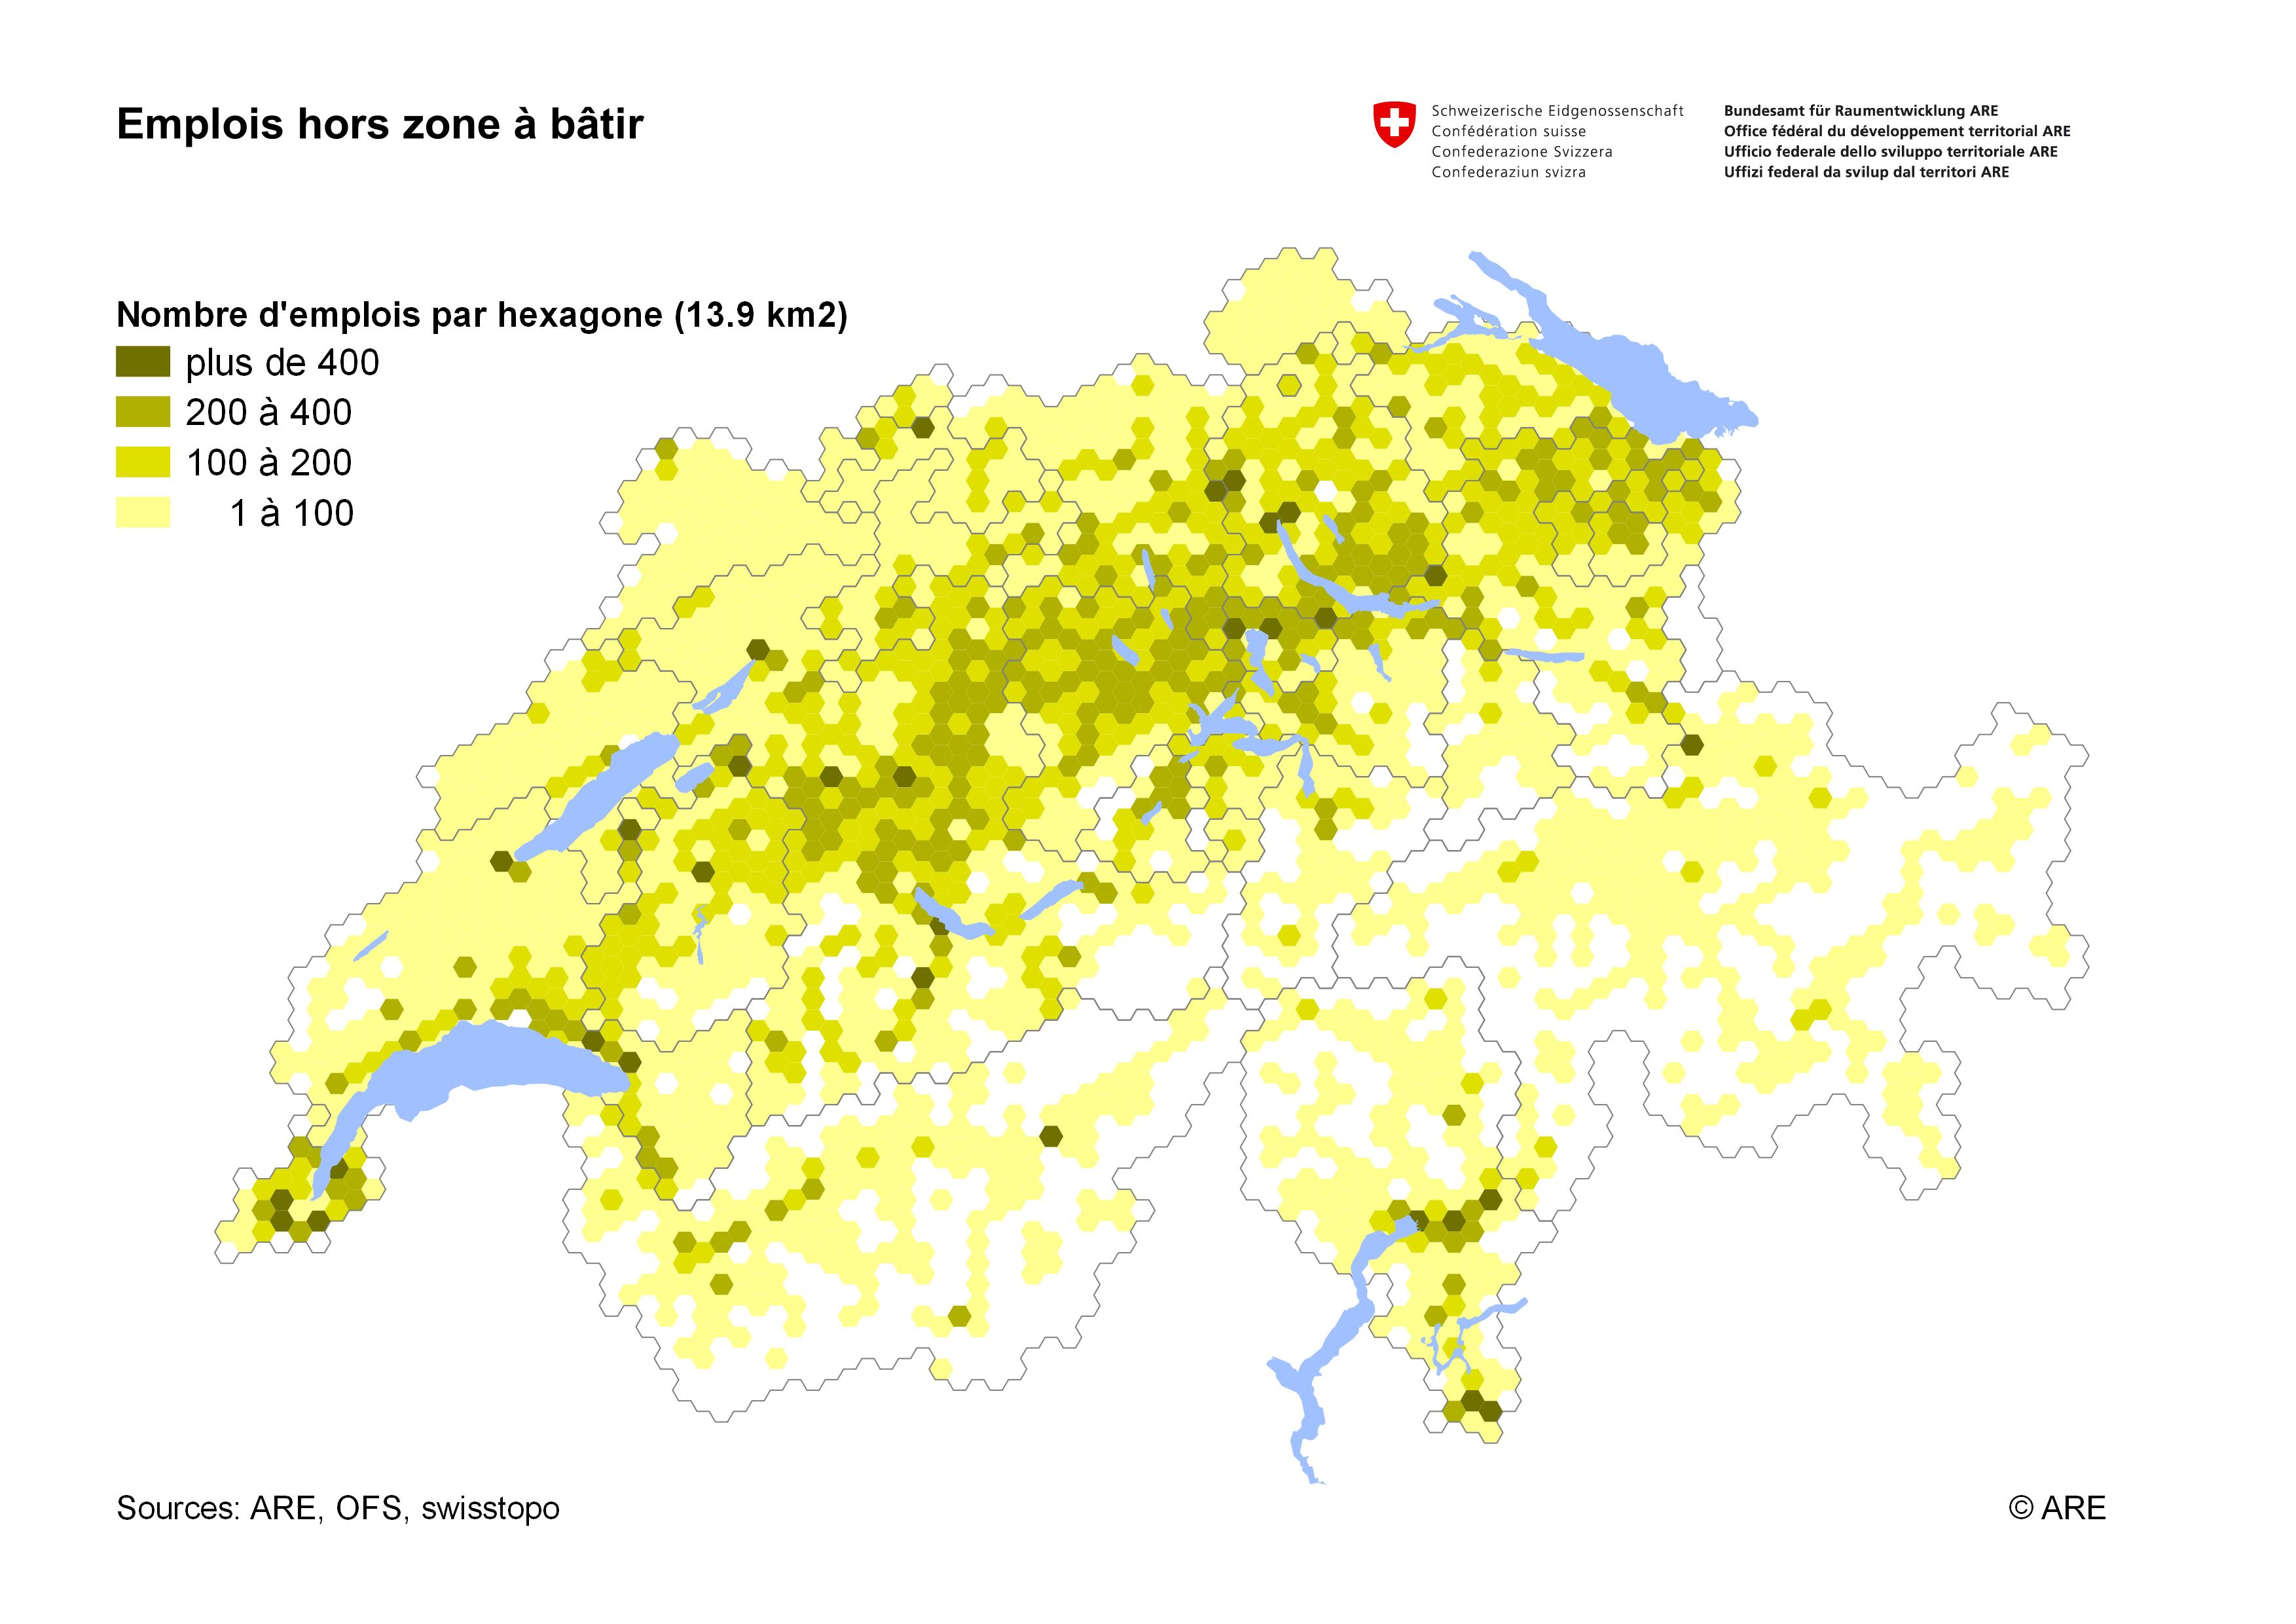 Emplois hors zone à bâtir
Schweizerische Eidgenossenschaft
Confédération suisse
Confederazione Svizzera
Confederaziun svizra
Bundesamt für Raumentwicklung ARE
Office fédéral du développement territorial ARE
Ufficio federale dello sviluppo territoriale ARE
Uffizi federal da svilup dal territori ARE
Nombre d'emplois par hexagone (13.9 km2)
plus de 400
200 à 400
100 à 200
1 à 100
Sources: ARE, OFS, swisstopo
© ARE